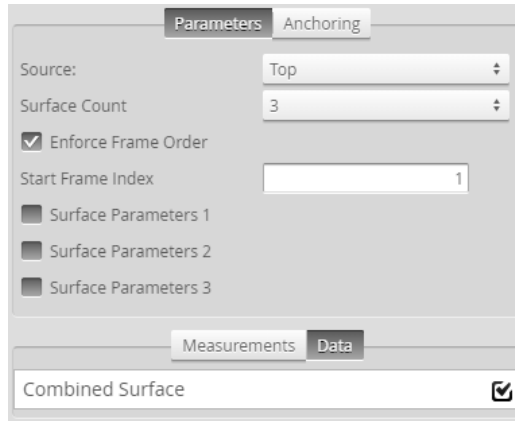 Parameters Anchoring
Source: Top
Surface Count 3
Enforce Frame Order
Start Frame Index 1
Surface Parameters 1
Surface Parameters 2
Surface Parameters 3
Measurements Data
Combined Surface